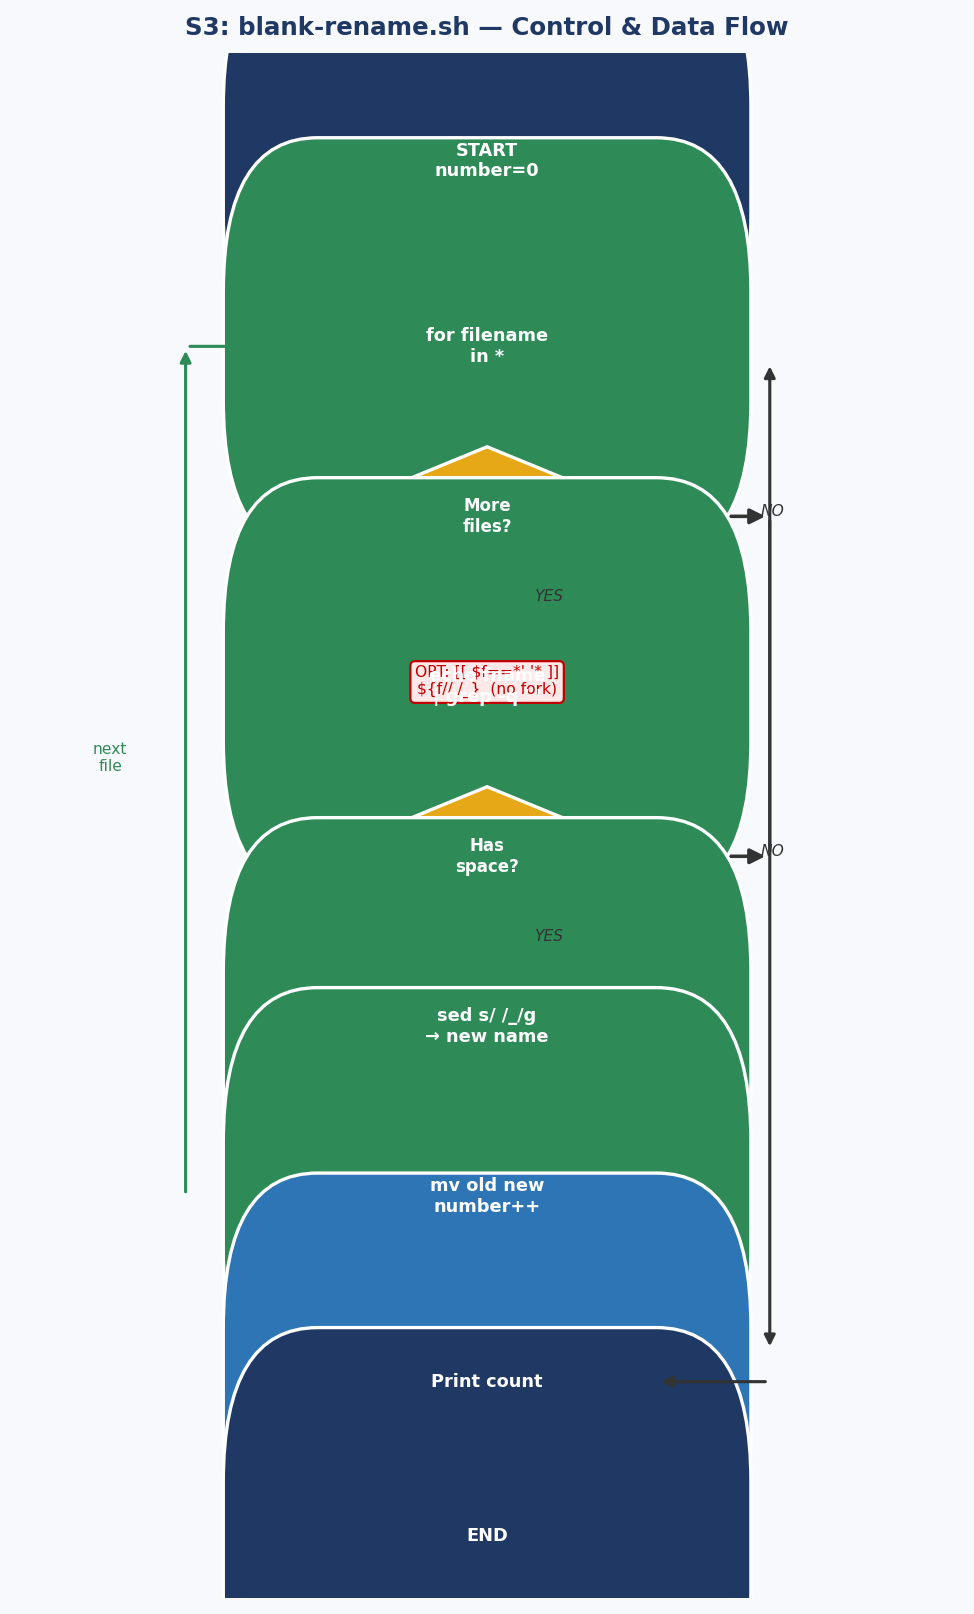 S3: blank-rename.sh — Control & Data Flow
START
number=0
for filename
in *
More
files?
NO
YES
OPT: [[ $f==*' '* ]]
${f// /_} (no fork)
next
file
Has
space?
NO
YES
sed s/ /_/g
→ new name
mv old new
number++
Print count
END